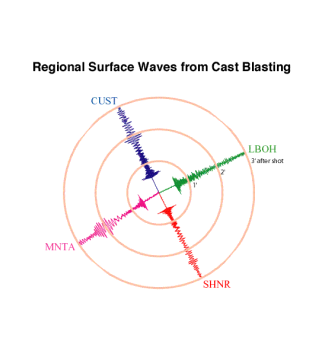 Regional Surface Waves from Cast Blasting
CUST
LBOH
3' after shot
2'
1'
MNTA
SHNR